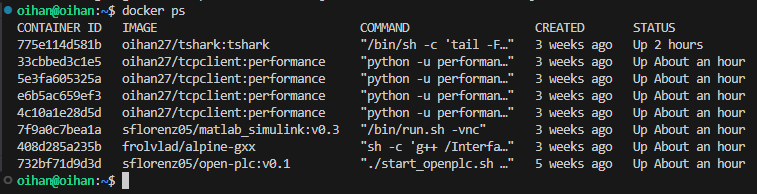 oihan@oihan:~$ docker ps
CONTAINER ID   IMAGE                           COMMAND                  CREATED       STATUS
775e114d581b   oihan27/tshark:tshark           "/bin/sh -c 'tail -F…"   3 weeks ago   Up 2 hours
33cbbed3c1e5   oihan27/tcpclient:performance   "python -u performan…"   3 weeks ago   Up About an hour
5e3fa605325a   oihan27/tcpclient:performance   "python -u performan…"   3 weeks ago   Up About an hour
e6b5ac659ef3   oihan27/tcpclient:performance   "python -u performan…"   3 weeks ago   Up About an hour
4c10a1e28d5d   oihan27/tcpclient:performance   "python -u performan…"   3 weeks ago   Up About an hour
7f9a0c7bea1a   sflorenz05/matlab_simulink:v0.3   "/bin/run.sh -vnc"       3 weeks ago   Up About an hour
408d285a235b   frolvlad/alpine-gxx             "sh -c 'g++ /Interfa…"   3 weeks ago   Up About an hour
732bf71d9d3d   sflorenz05/open-plc:v0.1        "./start_openplc.sh …"   5 weeks ago   Up About an hour
oihan@oihan:~$